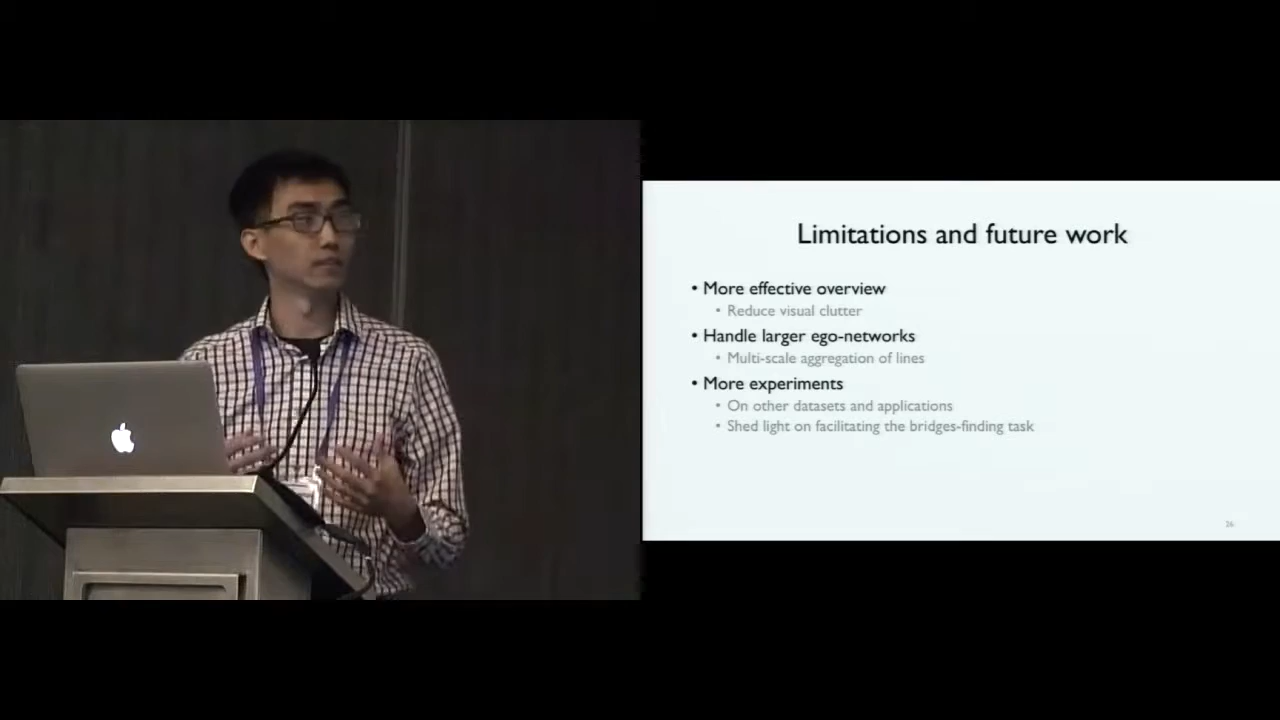 Limitations and future work
• More effective overview
• Reduce visual clutter
• Handle larger ego-networks
• Multi-scale aggregation of lines
• More experiments
• On other datasets and applications
• Shed light on facilitating the bridges-finding task